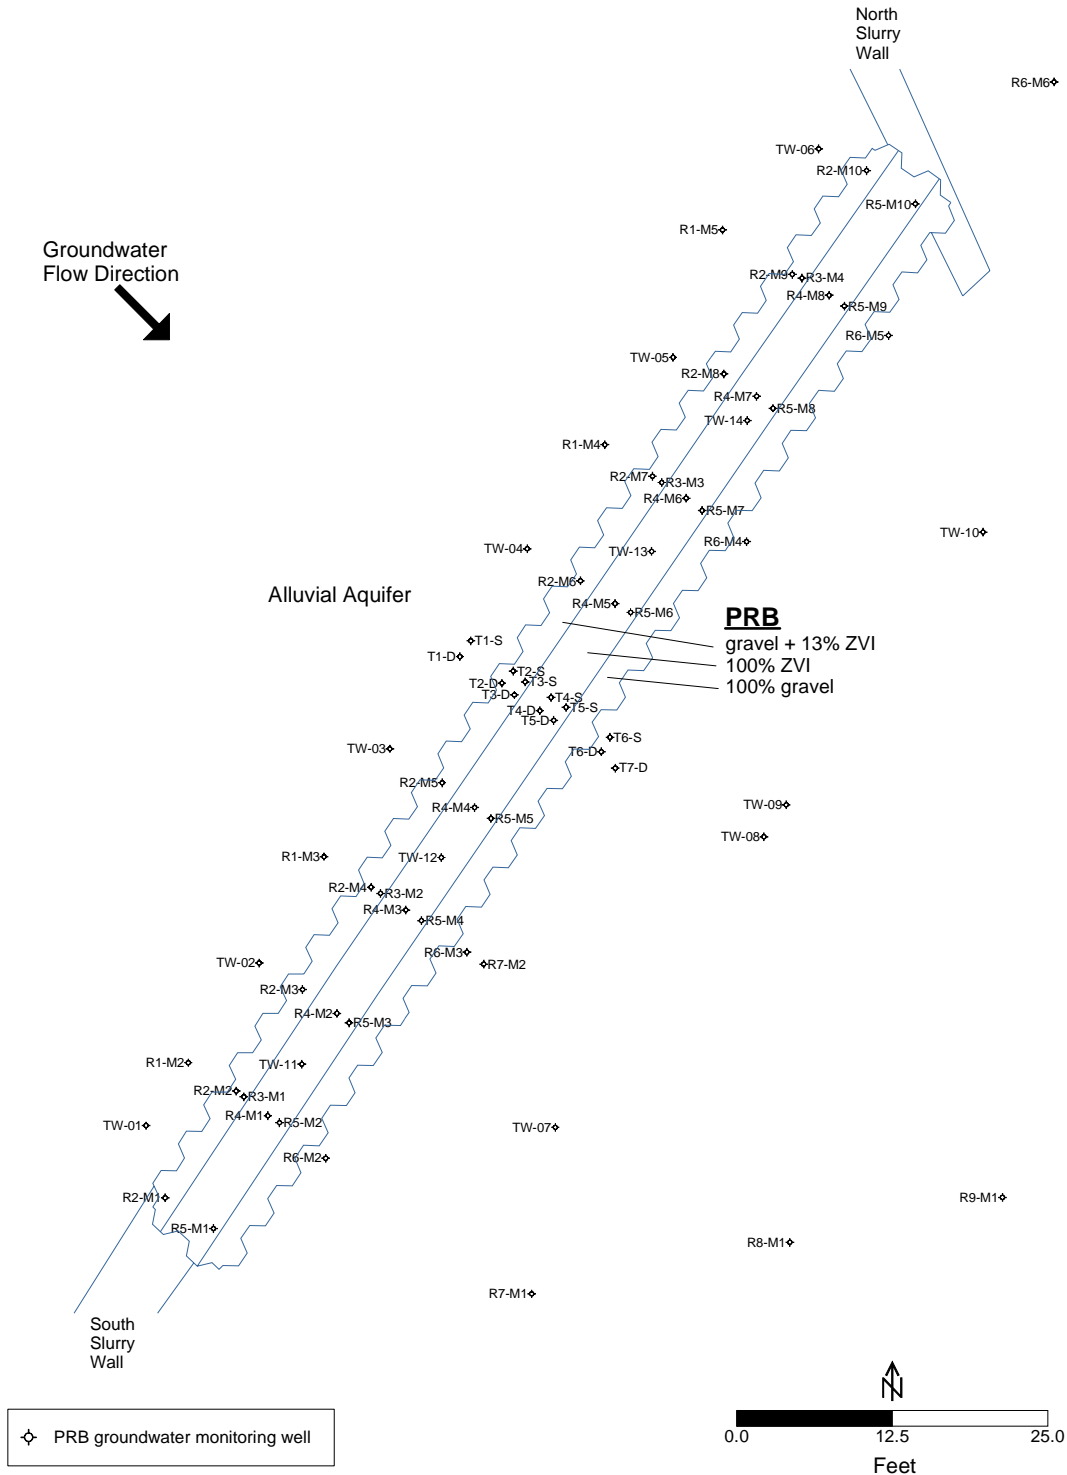 North
Slurry
Wall
R6-M6
TW-06
R2-M10
R5-M10
R1-M5
Groundwater
Flow Direction
R2-M9
R3-M4
R4-M8
R5-M9
R6-M5
TW-05
R2-M8
R4-M7
R5-M8
TW-14
R1-M4
R2-M7
R3-M3
R4-M6
R5-M7
TW-10
R6-M4
TW-04
TW-13
R2-M6
Alluvial Aquifer
R4-M5
R5-M6
PRB
gravel + 13% ZVI
100% ZVI
100% gravel
T1-S
T1-D
T2-S
T2-D
T3-S
T3-D
T4-S
T4-D
T5-S
T5-D
T6-S
T6-D
T7-D
TW-03
R2-M5
R4-M4
R5-M5
TW-09
TW-08
R1-M3
TW-12
R2-M4
R3-M2
R4-M3
R5-M4
R6-M3
R7-M2
TW-02
R2-M3
R4-M2
R5-M3
R1-M2
TW-11
R2-M2
R3-M1
R4-M1
R5-M2
TW-01
TW-07
R6-M2
R2-M1
R9-M1
R5-M1
R8-M1
R7-M1
South
Slurry
Wall
N
PRB groundwater monitoring well
0.0 12.5 25.0
Feet